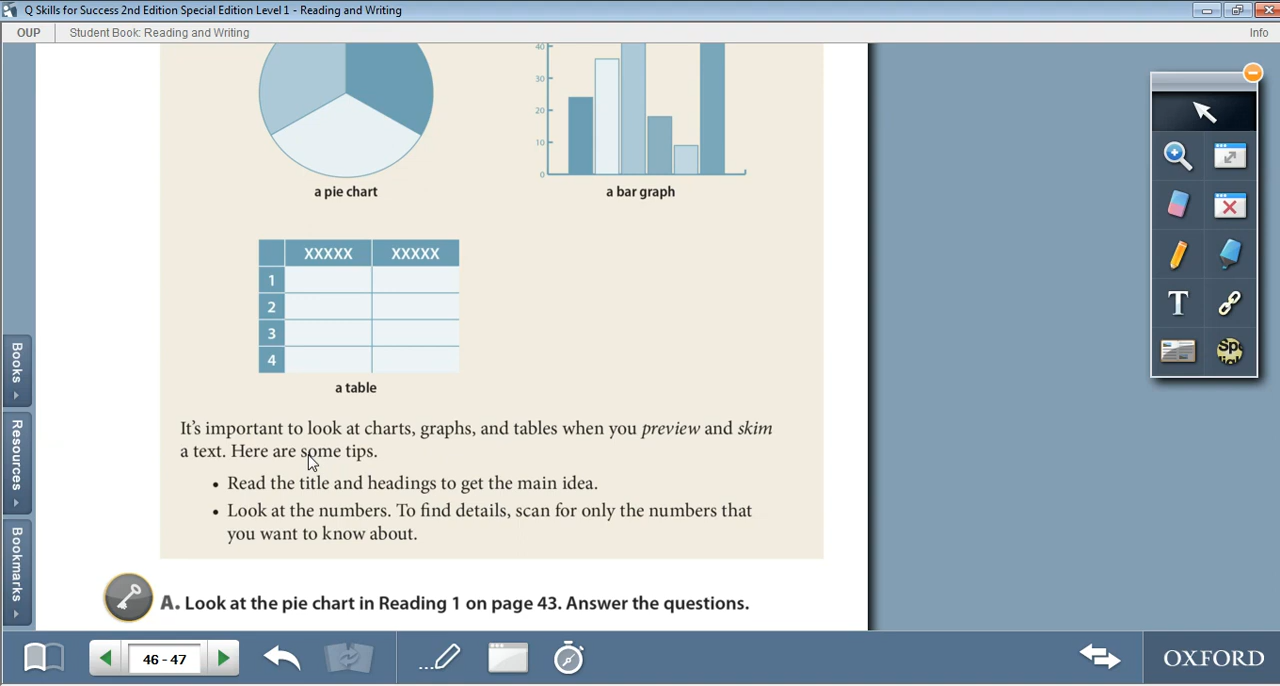 Q Skills for Success 2nd Edition Special Edition Level 1 - Reading and Writing
OUP Student Book: Reading and Writing Info
40
30
20
10
0
a pie chart a bar graph
XXXXX XXXXX
1
2
3
4
a table
It's important to look at charts, graphs, and tables when you preview and skim
a text. Here are some tips.
• Read the title and headings to get the main idea.
• Look at the numbers. To find details, scan for only the numbers that
you want to know about.
A. Look at the pie chart in Reading 1 on page 43. Answer the questions.
Books
Resources
Bookmarks
T
46 - 47
OXFORD